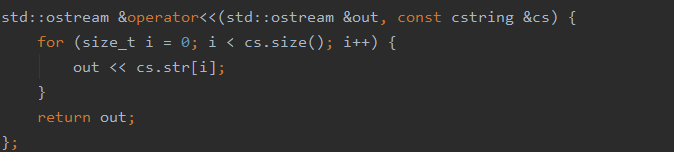 std::ostream &operator<<(std::ostream &out, const cstring &cs) {
    for (size_t i = 0; i < cs.size(); i++) {
        out << cs.str[i];
    }
    return out;
};